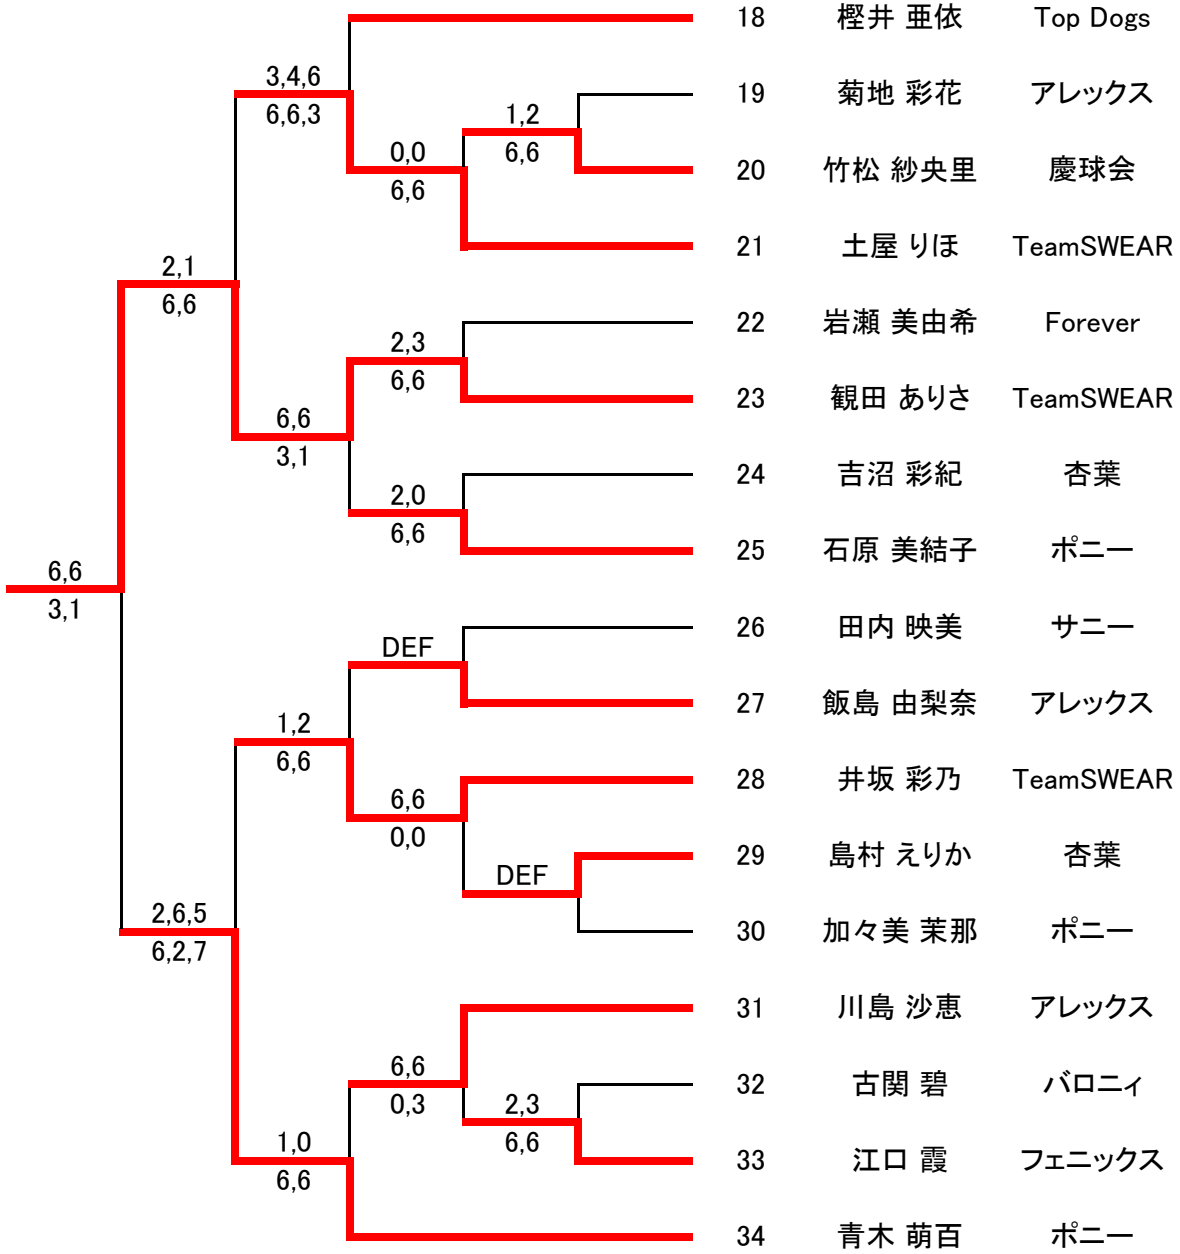 18 樫井 亜依 Top Dogs
3,4,6
19 菊地 彩花 アレックス
6,6,3
1,2
0,0
6,6
20 竹松 紗央里 慶球会
6,6
21 土屋 りほ TeamSWEAR
2,1
6,6
22 岩瀬 美由希 Forever
2,3
6,6
23 観田 ありさ TeamSWEAR
6,6
3,1
24 吉沼 彩紀 杏葉
2,0
6,6
25 石原 美結子 ポニー
6,6
3,1
26 田内 映美 サニー
DEF
27 飯島 由梨奈 アレックス
1,2
6,6
28 井坂 彩乃 TeamSWEAR
6,6
0,0
29 島村 えりか 杏葉
DEF
2,6,5
30 加々美 茉那 ポニー
6,2,7
31 川島 沙恵 アレックス
6,6
32 古関 碧 バロニィ
0,3
2,3
1,0
6,6
33 江口 霞 フェニックス
6,6
34 青木 萌百 ポニー